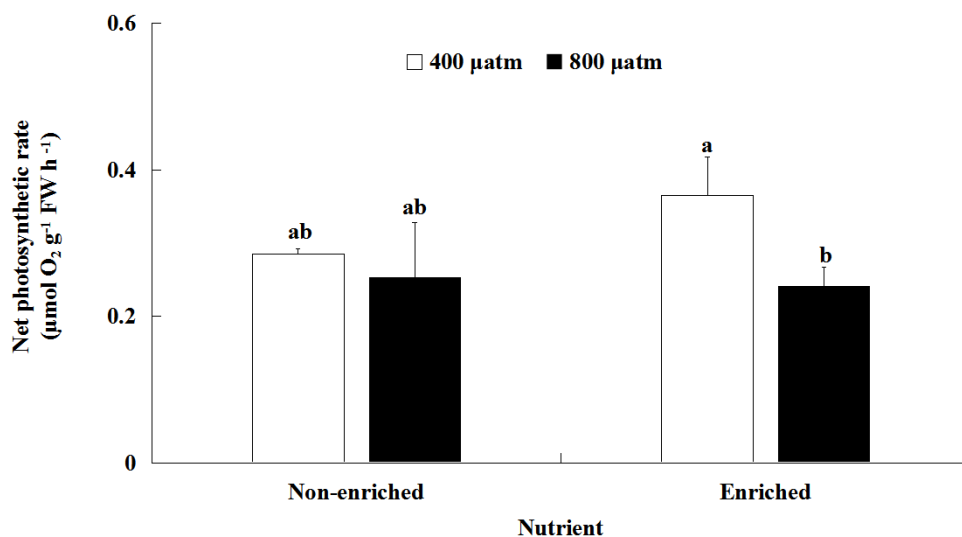 Net photosynthetic rate
(µmol O₂ g⁻¹ FW h⁻¹)
0.6
0.4
0.2
0
400 µatm
800 µatm
ab
ab
a
b
Non-enriched
Enriched
Nutrient